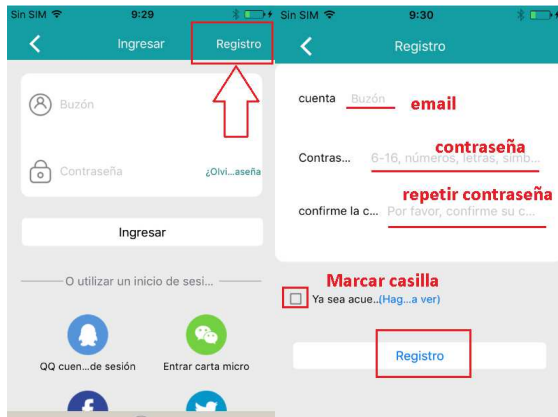 Sin SIM 9:29
Ingresar Registro
Buzón
Contraseña ¿Olvi...aseña
Ingresar
O utilizar un inicio de sesi...
QQ cuen...de sesión Entrar carta micro
Sin SIM 9:30
Registro
cuenta Buzón email
contraseña
Contras... 6-16, números, letras, símb...
repetir contraseña
confirme la c... Por favor, confirme su c...
Marcar casilla
Ya sea acue..(Hag...a ver)
Registro